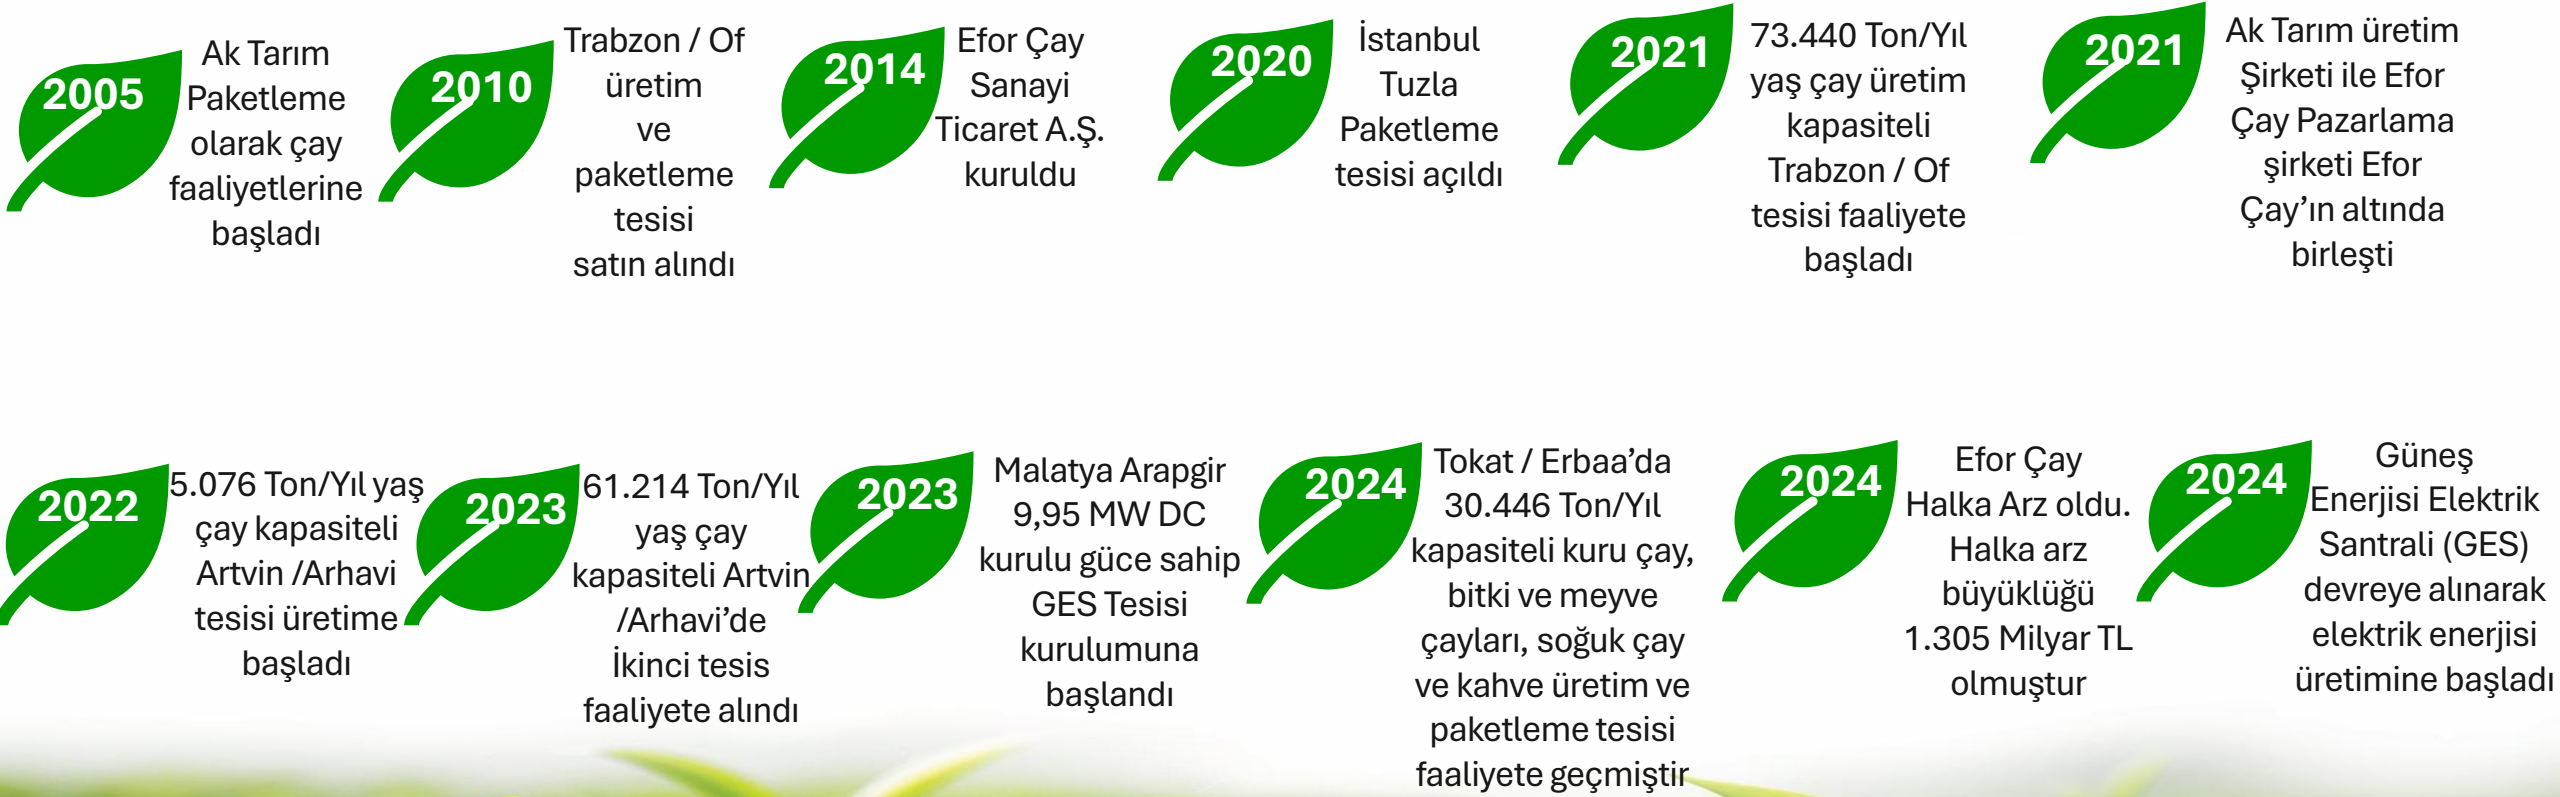 2005
Ak Tarım
Paketleme
olarak çay
faaliyetlerine
başladı
2010
Trabzon / Of
üretim
ve
paketleme
tesisi
satın alındı
2014
Efor Çay
Sanayi
Ticaret A.Ş.
kuruldu
2020
İstanbul
Tuzla
Paketleme
tesisi açıldı
2021
73.440 Ton/Yıl
yaş çay üretim
kapasiteli
Trabzon / Of
tesisi faaliyete
başladı
2021
Ak Tarım üretim
Şirketi ile Efor
Çay Pazarlama
şirketi Efor
Çay’ın altında
birleşti
2022
5.076 Ton/Yıl yaş
çay kapasiteli
Artvin /Arhavi
tesisi üretime
başladı
2023
61.214 Ton/Yıl
yaş çay
kapasiteli Artvin
/Arhavi’de
İkinci tesis
faaliyete alındı
2023
Malatya Arapgir
9,95 MW DC
kurulu güce sahip
GES Tesisi
kurulumuna
başlandı
2024
Tokat / Erbaa’da
30.446 Ton/Yıl
kapasiteli kuru çay,
bitki ve meyve
çayları, soğuk çay
ve kahve üretim ve
paketleme tesisi
faaliyete geçmiştir
2024
Efor Çay
Halka Arz oldu.
Halka arz
büyüklüğü
1.305 Milyar TL
olmuştur
2024
Güneş
Enerjisi Elektrik
Santrali (GES)
devreye alınarak
elektrik enerjisi
üretimine başladı